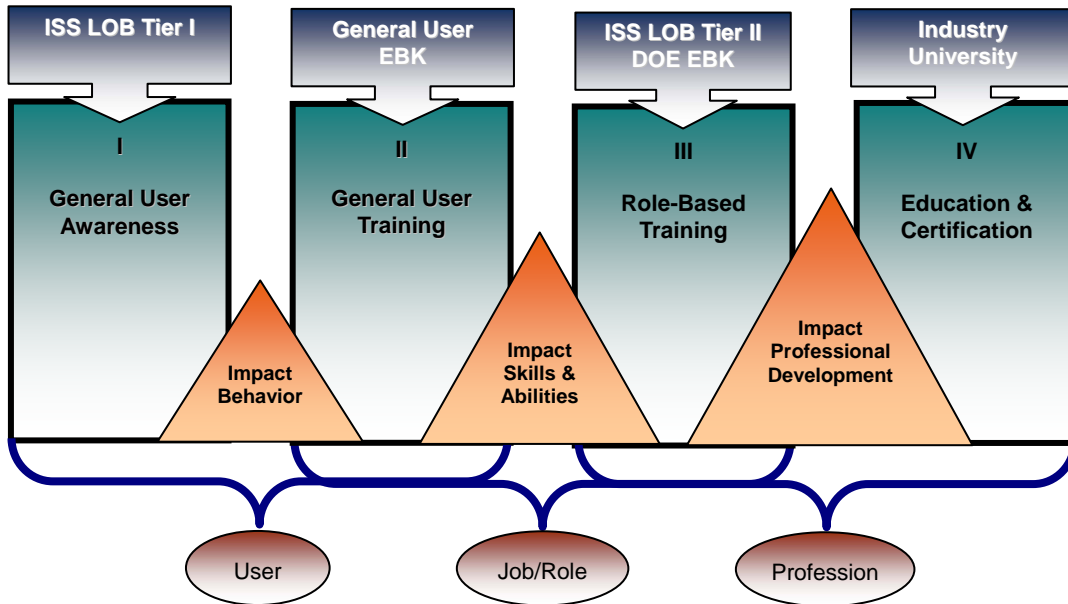 ISS LOB Tier I
General User
EBK
ISS LOB Tier II
DOE EBK
Industry
University
I
General User
Awareness
II
General User
Training
III
Role-Based
Training
IV
Education &
Certification
Impact
Behavior
Impact
Skills &
Abilities
Impact
Professional
Development
User
Job/Role
Profession